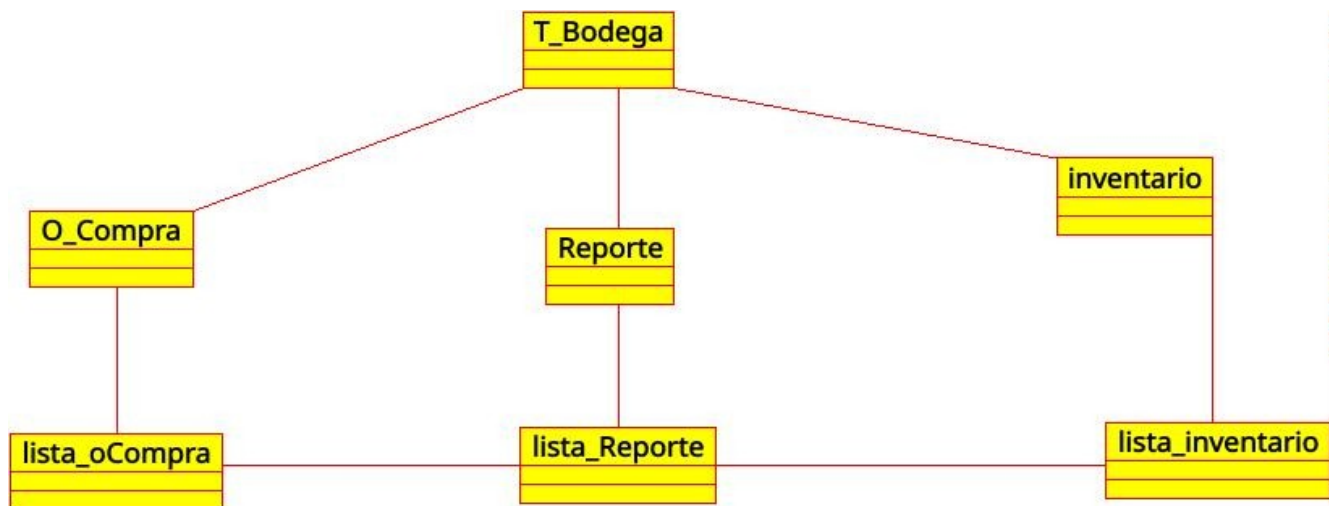 T_Bodega
inventario
O_Compra
Reporte
lista_oCompra
lista_Reporte
lista_inventario